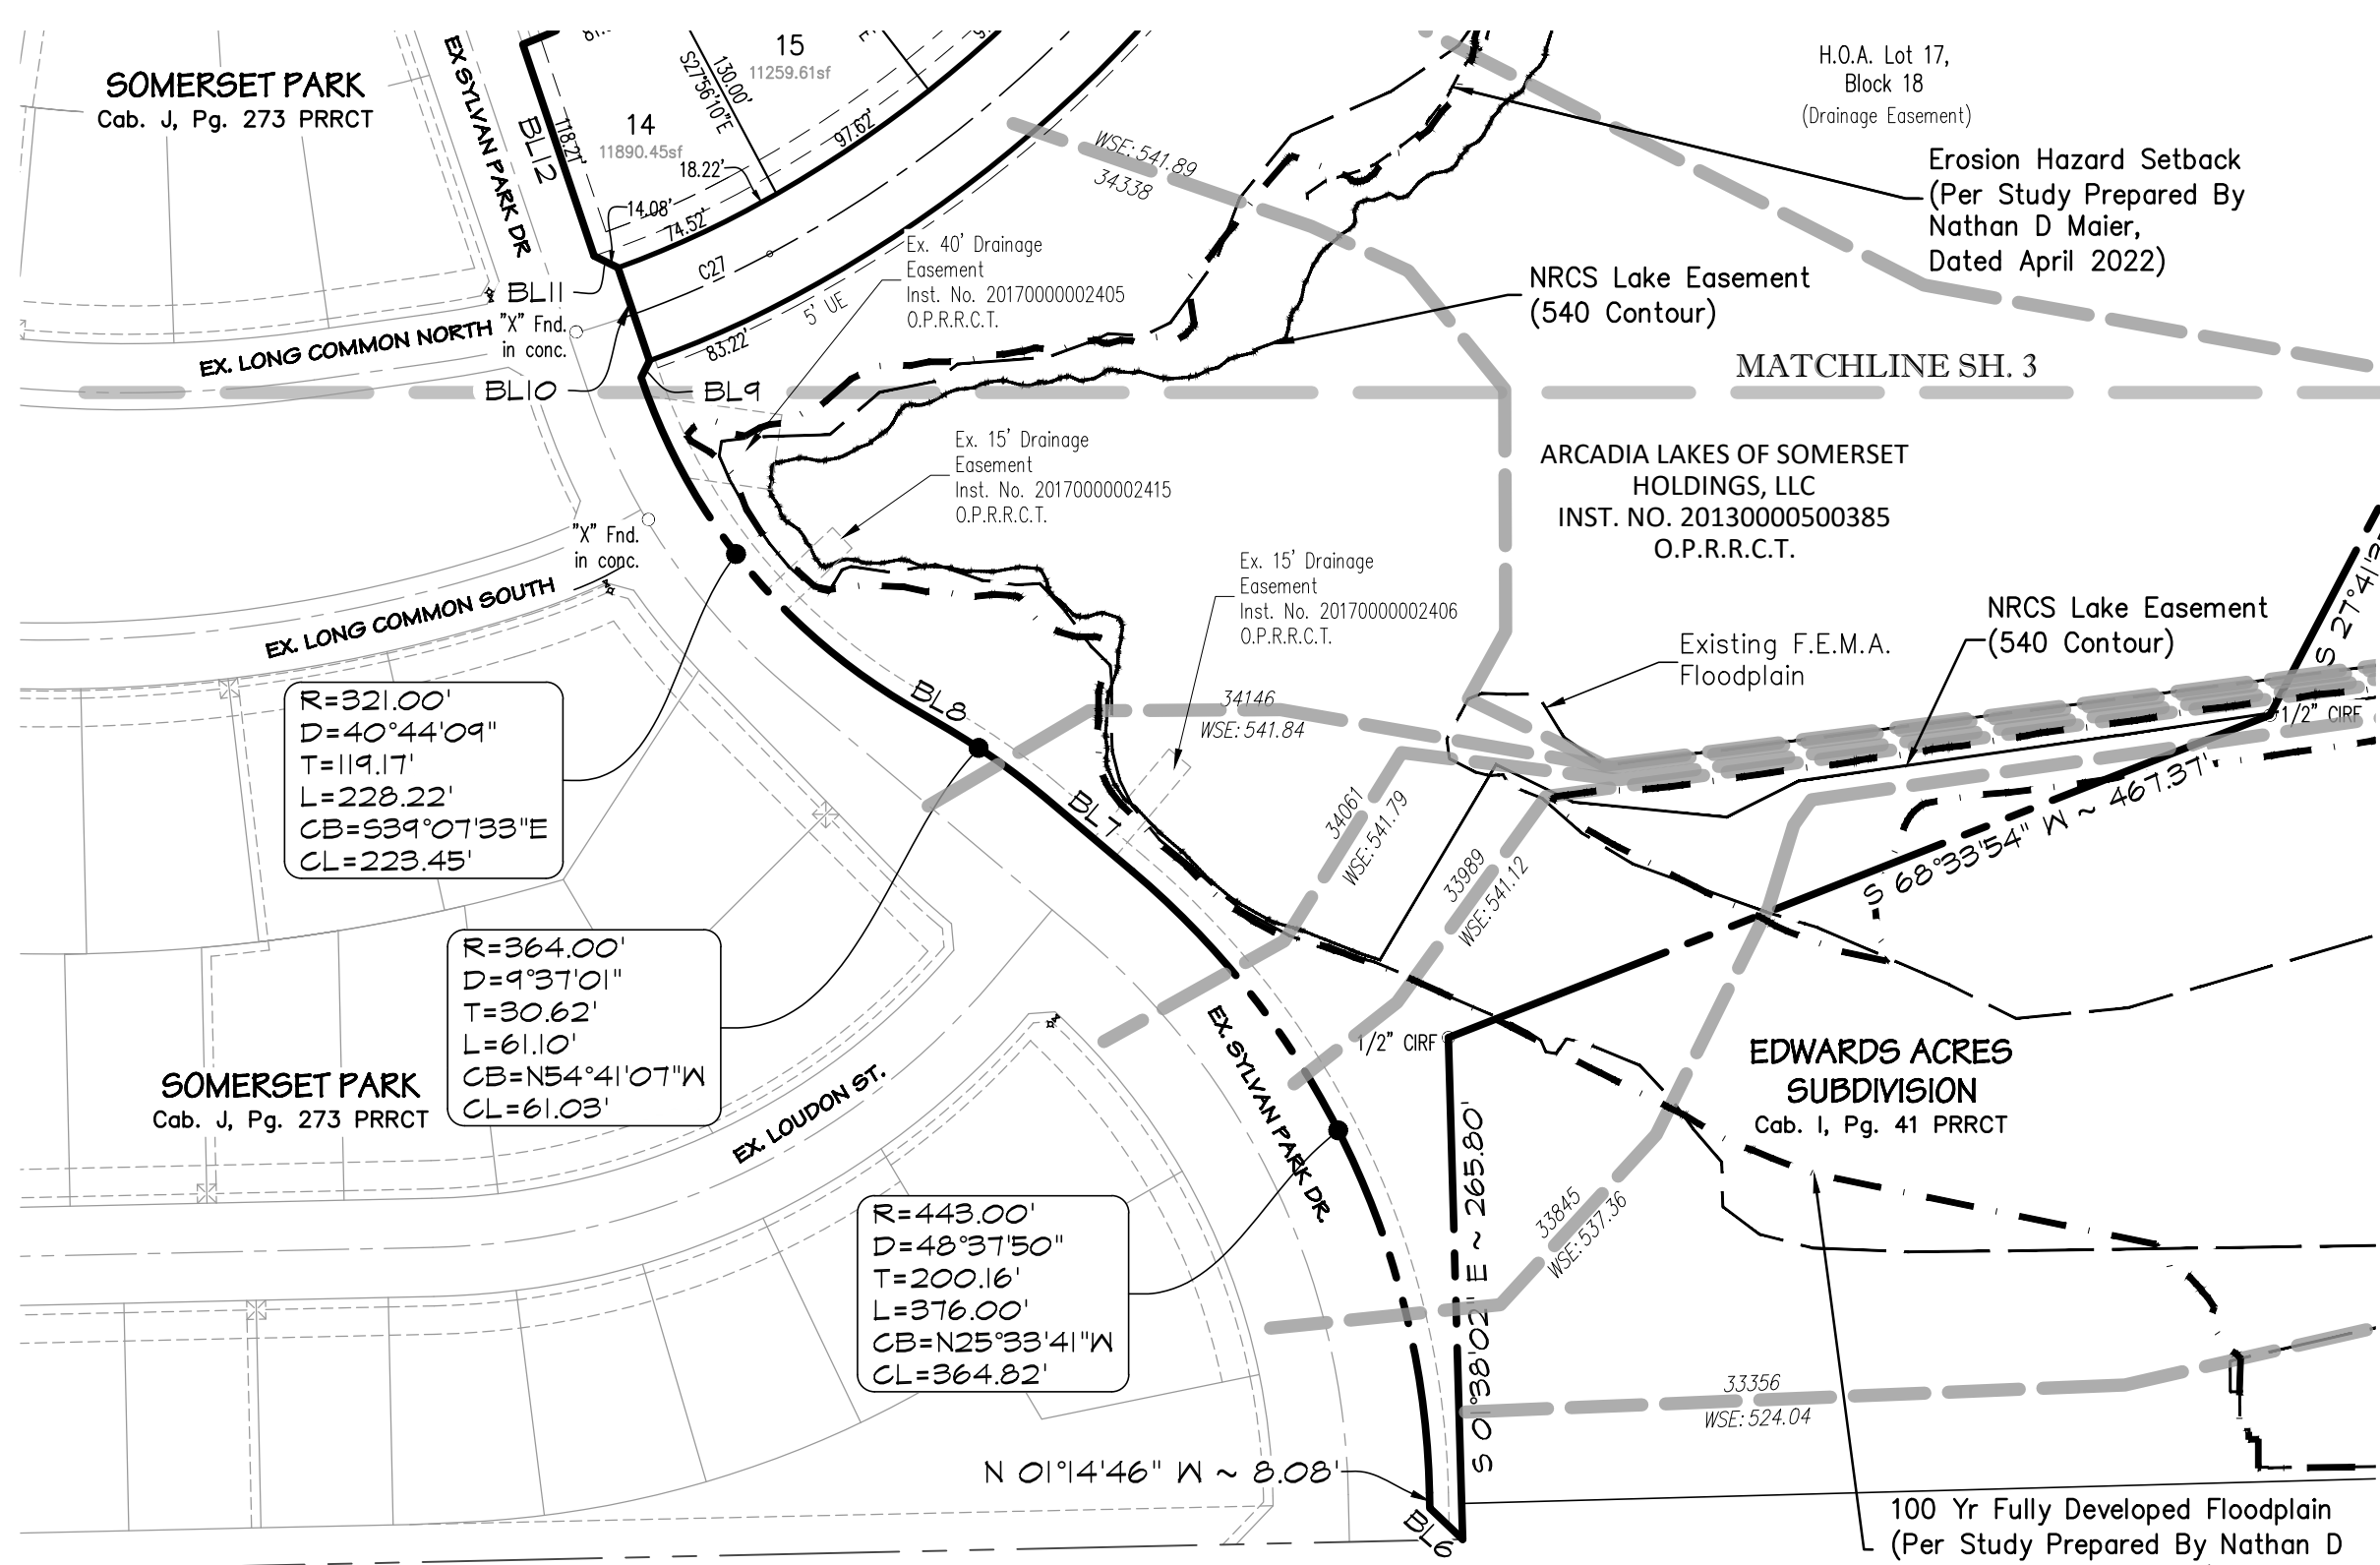 SOMERSET PARK
Cab. J, Pg. 273 PRRCT
EX SYLVAN PARK DR
BL12
118.21'
14
11890.45sf
15
11259.61sf
S27°56'10"E
130.00'
18.22'
97.62'
14.08'
74.52'
C27
83.22'
5' UE
BL11
"X" Fnd.
in conc.
EX. LONG COMMON NORTH
BL10
BL9
Ex. 40' Drainage
Easement
Inst. No. 20170000002405
O.P.R.R.C.T.
WSE: 541.89
34338
H.O.A. Lot 17,
Block 18
(Drainage Easement)
Erosion Hazard Setback
(Per Study Prepared By
Nathan D Maier,
Dated April 2022)
NRCS Lake Easement
(540 Contour)
MATCHLINE SH. 3
ARCADIA LAKES OF SOMERSET
HOLDINGS, LLC
INST. NO. 20130000500385
O.P.R.R.C.T.
Ex. 15' Drainage
Easement
Inst. No. 20170000002415
O.P.R.R.C.T.
"X" Fnd.
in conc.
EX. LONG COMMON SOUTH
Ex. 15' Drainage
Easement
Inst. No. 20170000002406
O.P.R.R.C.T.
NRCS Lake Easement
(540 Contour)
Existing F.E.M.A.
Floodplain
S 27°41'
1/2" CIRF
R=321.00'
D=40°44'09"
T=119.17'
L=228.22'
CB=S39°07'33"E
CL=223.45'
BL8
34146
WSE: 541.84
BL7
34061
WSE: 541.79
33989
WSE: 541.12
S 68°33'54" W ~ 467.37'
R=364.00'
D=9°37'01"
T=30.62'
L=61.10'
CB=N54°41'07"W
CL=61.03'
SOMERSET PARK
Cab. J, Pg. 273 PRRCT
EX. LOUDON ST.
EX. SYLVAN PARK DR.
1/2" CIRF
EDWARDS ACRES
SUBDIVISION
Cab. I, Pg. 41 PRRCT
S 01°38'02" E ~ 265.80'
33845
WSE: 537.36
R=443.00'
D=48°37'50"
T=200.16'
L=376.00'
CB=N25°33'41"W
CL=364.82'
33356
WSE: 524.04
N 01°14'46" W ~ 8.08'
BL6
100 Yr Fully Developed Floodplain
(Per Study Prepared By Nathan D